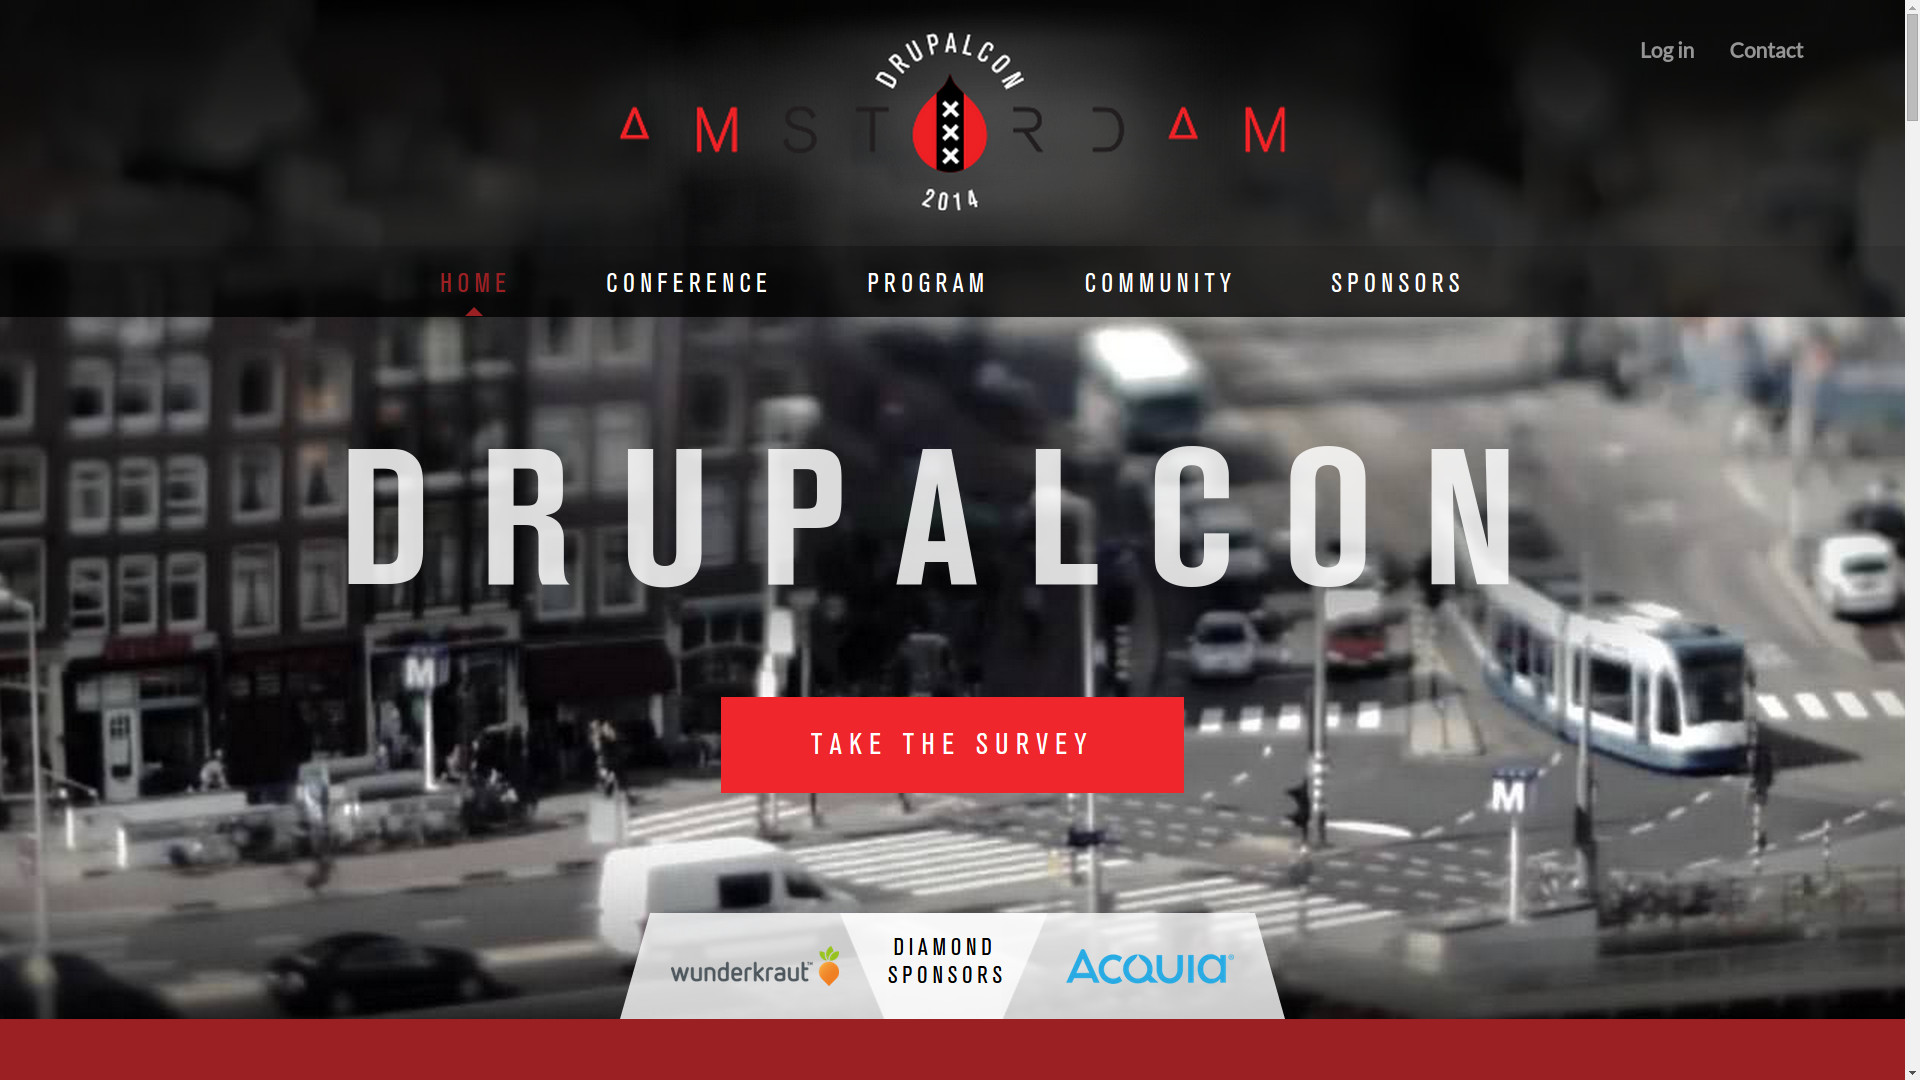 DRUPALCON
Log in
Contact
AMSTERDAM
2014
HOME
CONFERENCE
PROGRAM
COMMUNITY
SPONSORS
DRUPALCON
M
TAKE THE SURVEY
M
DIAMOND
SPONSORS
wunderkraut™
Acquia®